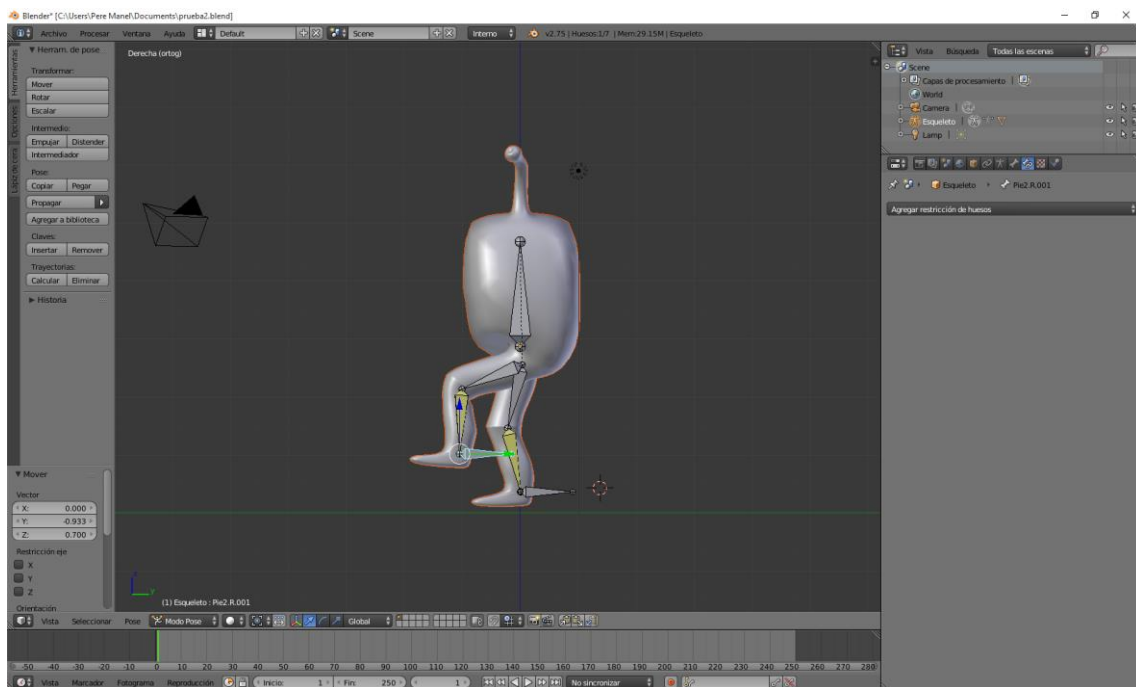 Blender* [C:\Users\Pere Manel\Documents\prueba2.blend]
Archivo Procesar Ventana Ayuda Default Scene Interno v2.75 | Huesos:1/7 | Mem:29.15M | Esqueleto
Herramientas
Opciones
Lápiz de cera
Herram. de pose
Transformar:
Mover
Rotar
Escalar
Intermedio:
Empujar Distender
Intermediador
Pose:
Copiar Pegar
Propagar
Agregar a biblioteca
Claves:
Insertar Remover
Trayectorias:
Calcular Eliminar
Historia
Mover
Vector
X: 0.000
Y: -0.933
Z: 0.700
Restricción eje
X
Y
Z
Orientación
Derecha (ortog)
(1) Esqueleto : Pie2.R.001
Vista Seleccionar Pose Modo Pose Global
Vista Búsqueda Todas las escenas
Scene
Capas de procesamiento
World
Camera
Esqueleto
Lamp
Esqueleto Pie2.R.001
Agregar restricción de huesos
-50 -40 -30 -20 -10 0 10 20 30 40 50 60 70 80 90 100 110 120 130 140 150 160 170 180 190 200 210 220 230 240 250 260 270 280
Vista Marcador Fotograma Reproducción Inicio: 1 Fin: 250 1 No sincronizar